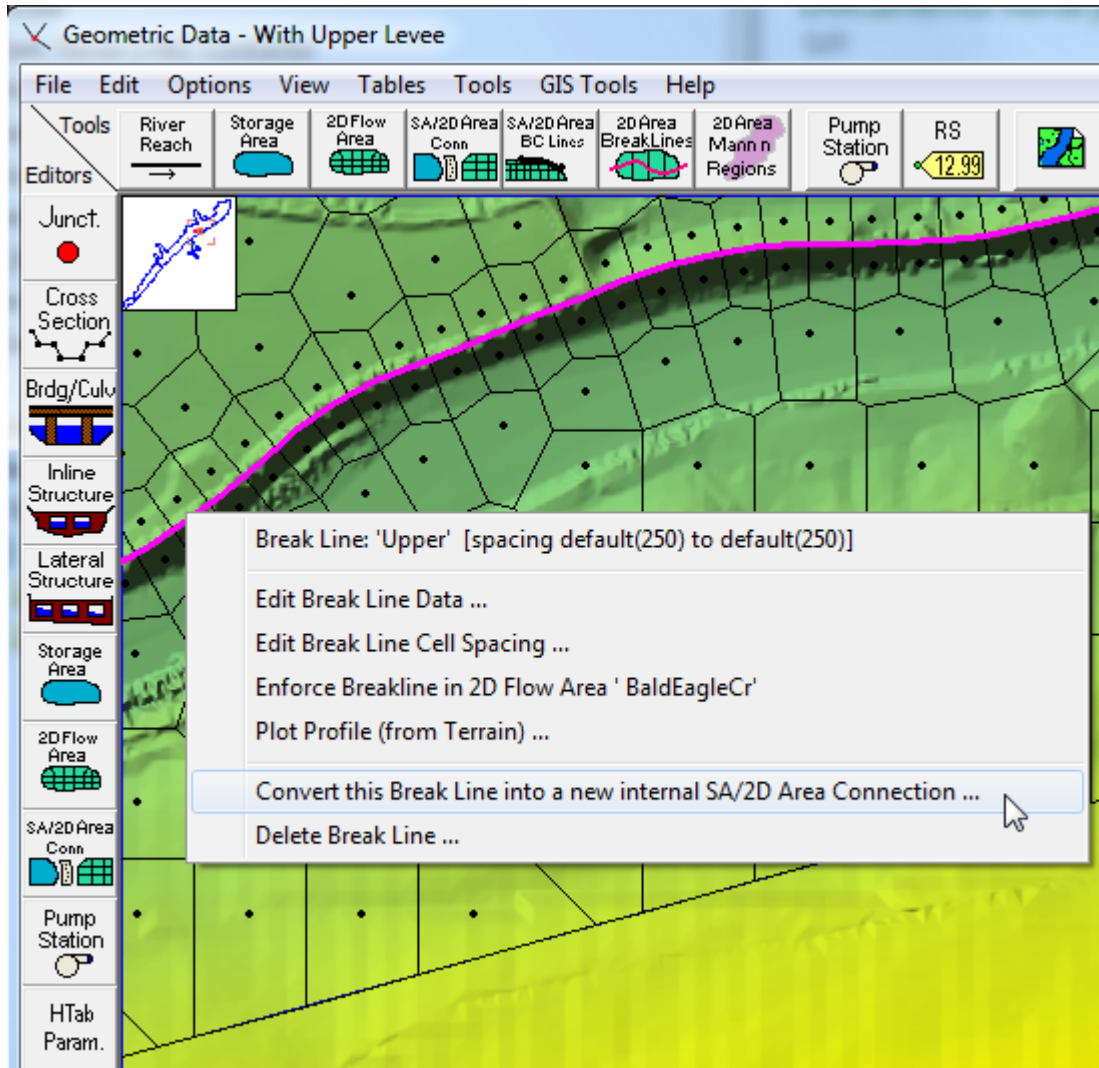 Geometric Data - With Upper Levee
File Edit Options View Tables Tools GIS Tools Help
Tools
Editors
River
Reach
Storage
Area
2D Flow
Area
SA/2D Area
Conn
SA/2D Area
BC Lines
2D Area
BreakLines
2D Area
Mann n
Regions
Pump
Station
RS
12.99
Junct.
Cross
Section
Brdg/Culv
Inline
Structure
Lateral
Structure
Storage
Area
2D Flow
Area
SA/2D Area
Conn
Pump
Station
HTab
Param.
Break Line: 'Upper' [spacing default(250) to default(250)]
Edit Break Line Data ...
Edit Break Line Cell Spacing ...
Enforce Breakline in 2D Flow Area ' BaldEagleCr'
Plot Profile (from Terrain) ...
Convert this Break Line into a new internal SA/2D Area Connection ...
Delete Break Line ...